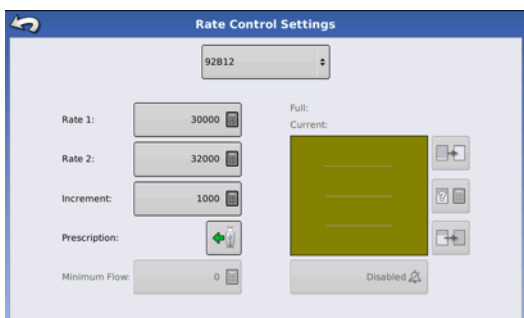 Rate Control Settings
92B12
Rate 1:
30000
Rate 2:
32000
Increment:
1000
Prescription:
Minimum Flow:
0
Full:
Current:
?
Disabled